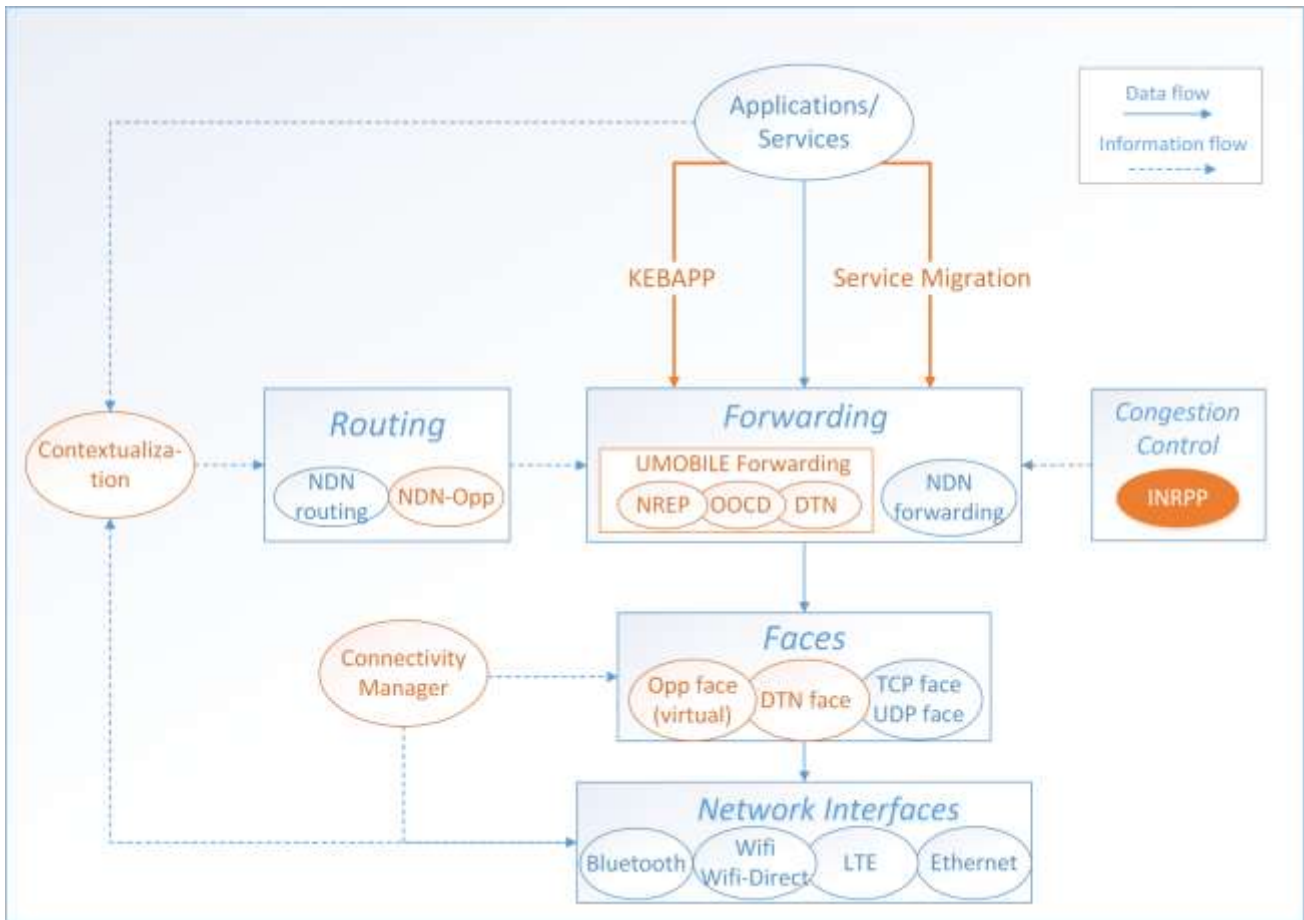 Applications/
Services
Data flow
Information flow
KEBAPP
Service Migration
Contextualiza-
tion
Routing
NDN
routing
NDN-Opp
Forwarding
UMOBILE Forwarding
NREP
OOCD
DTN
NDN
forwarding
Congestion
Control
INRPP
Connectivity
Manager
Faces
Opp face
(virtual)
DTN face
TCP face
UDP face
Network Interfaces
Bluetooth
Wifi
Wifi-Direct
LTE
Ethernet